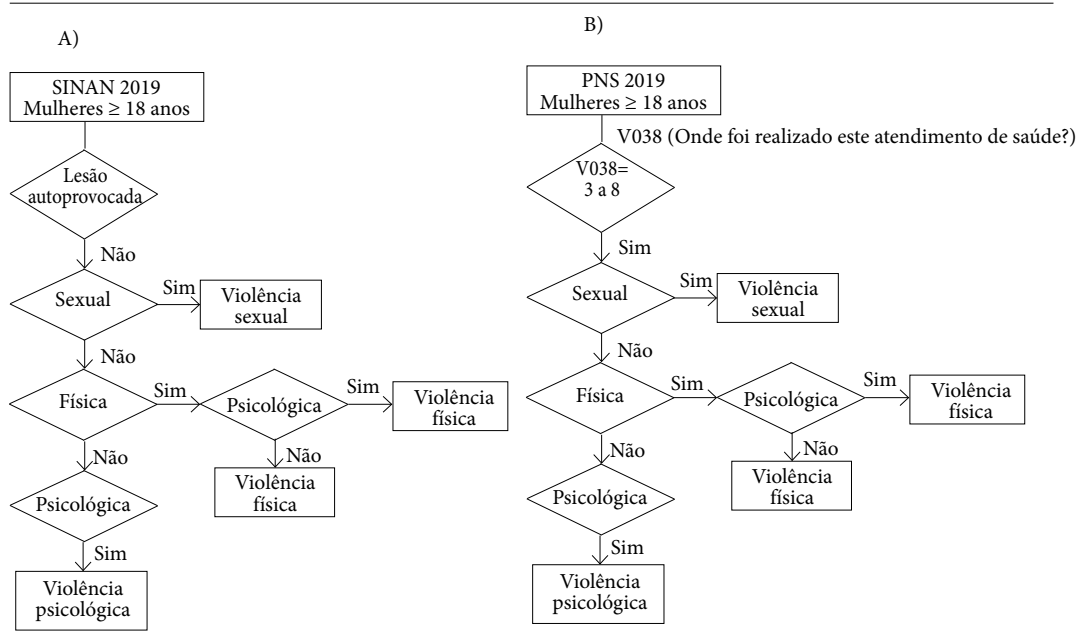 A)
SINAN 2019
Mulheres ≥ 18 anos
Lesão
autoprovocada
Não
Sexual
Sim
Violência
sexual
Não
Física
Sim
Psicológica
Sim
Violência
física
Não
Violência
física
Não
Psicológica
Sim
Violência
psicológica
B)
PNS 2019
Mulheres ≥ 18 anos
V038 (Onde foi realizado este atendimento de saúde?)
V038=
3 a 8
Sim
Sexual
Sim
Violência
sexual
Não
Física
Sim
Psicológica
Sim
Violência
física
Não
Violência
física
Não
Psicológica
Sim
Violência
psicológica